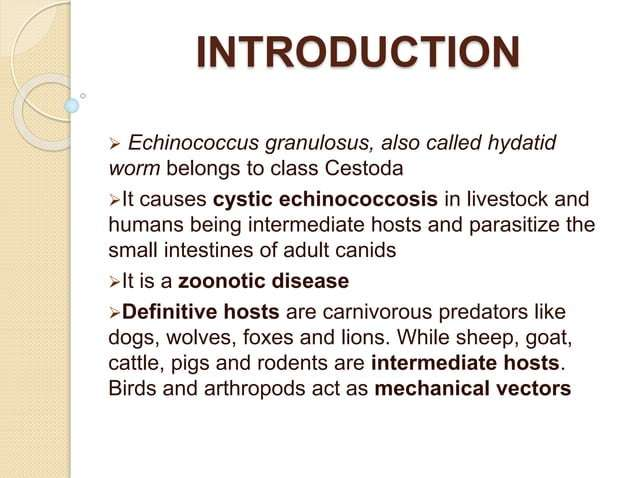 INTRODUCTION
➢ Echinococcus granulosus, also called hydatid
worm belongs to class Cestoda
➢It causes cystic echinococcosis in livestock and
humans being intermediate hosts and parasitize the
small intestines of adult canids
➢It is a zoonotic disease
➢Definitive hosts are carnivorous predators like
dogs, wolves, foxes and lions. While sheep, goat,
cattle, pigs and rodents are intermediate hosts.
Birds and arthropods act as mechanical vectors